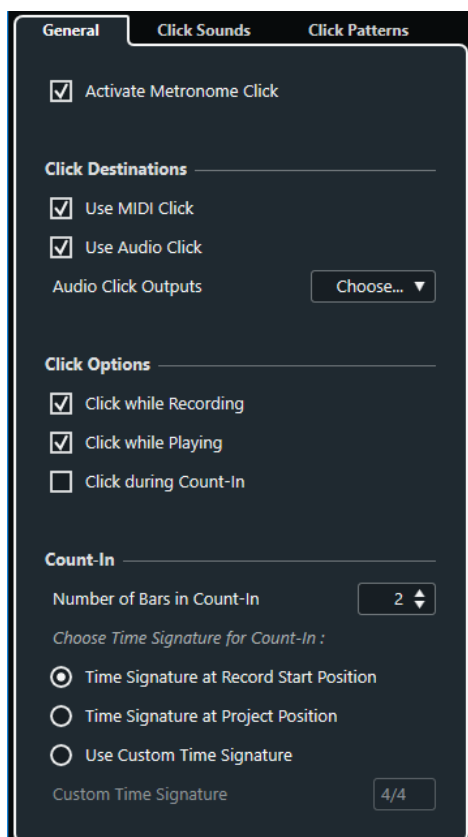 General Click Sounds Click Patterns
Activate Metronome Click
Click Destinations
Use MIDI Click
Use Audio Click
Audio Click Outputs Choose...
Click Options
Click while Recording
Click while Playing
Click during Count-In
Count-In
Number of Bars in Count-In 2
Choose Time Signature for Count-In :
Time Signature at Record Start Position
Time Signature at Project Position
Use Custom Time Signature
Custom Time Signature 4/4